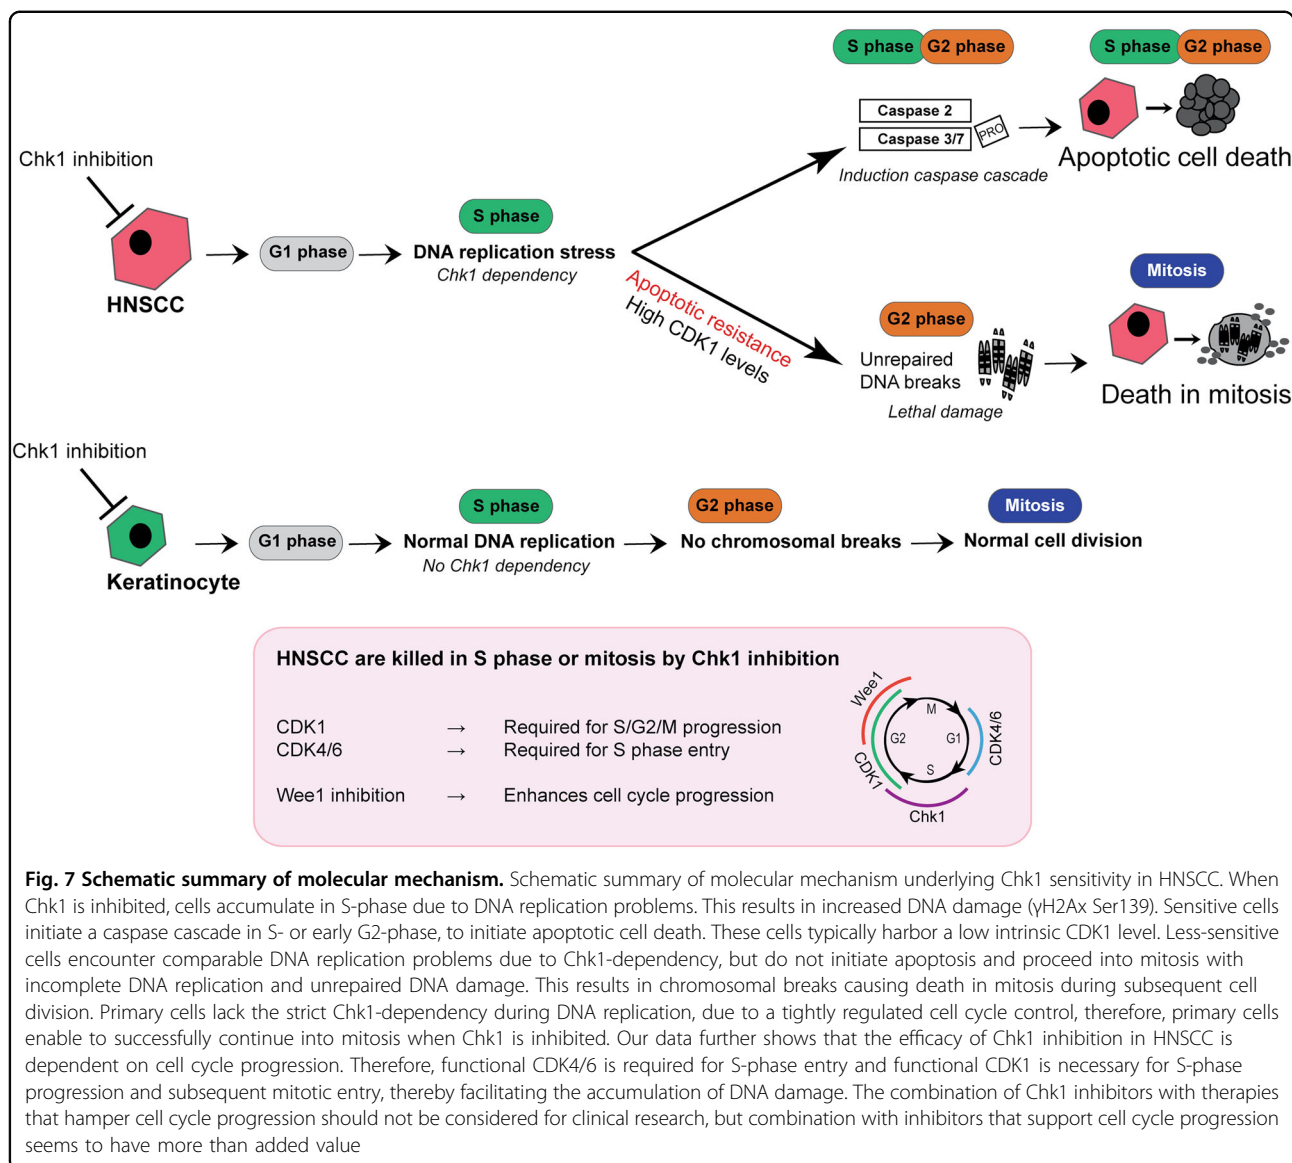 S phase G2 phase
S phase G2 phase
Caspase 2
Caspase 3/7
PRO
Induction caspase cascade
Apoptotic cell death
Chk1 inhibition
HNSCC
G1 phase
S phase
DNA replication stress
Chk1 dependency
Apoptotic resistance
High CDK1 levels
G2 phase
Unrepaired
DNA breaks
Lethal damage
Mitosis
Death in mitosis
Chk1 inhibition
Keratinocyte
G1 phase
S phase
Normal DNA replication
No Chk1 dependency
G2 phase
No chromosomal breaks
Mitosis
Normal cell division
HNSCC are killed in S phase or mitosis by Chk1 inhibition
CDK1 → Required for S/G2/M progression
CDK4/6 → Required for S phase entry
Wee1 inhibition → Enhances cell cycle progression
Wee1
M
G2
G1
S
CDK4/6
CDK1
Chk1
Fig. 7 Schematic summary of molecular mechanism. Schematic summary of molecular mechanism underlying Chk1 sensitivity in HNSCC. When
Chk1 is inhibited, cells accumulate in S-phase due to DNA replication problems. This results in increased DNA damage (γH2Ax Ser139). Sensitive cells
initiate a caspase cascade in S- or early G2-phase, to initiate apoptotic cell death. These cells typically harbor a low intrinsic CDK1 level. Less-sensitive
cells encounter comparable DNA replication problems due to Chk1-dependency, but do not initiate apoptosis and proceed into mitosis with
incomplete DNA replication and unrepaired DNA damage. This results in chromosomal breaks causing death in mitosis during subsequent cell
division. Primary cells lack the strict Chk1-dependency during DNA replication, due to a tightly regulated cell cycle control, therefore, primary cells
enable to successfully continue into mitosis when Chk1 is inhibited. Our data further shows that the efficacy of Chk1 inhibition in HNSCC is
dependent on cell cycle progression. Therefore, functional CDK4/6 is required for S-phase entry and functional CDK1 is necessary for S-phase
progression and subsequent mitotic entry, thereby facilitating the accumulation of DNA damage. The combination of Chk1 inhibitors with therapies
that hamper cell cycle progression should not be considered for clinical research, but combination with inhibitors that support cell cycle progression
seems to have more than added value